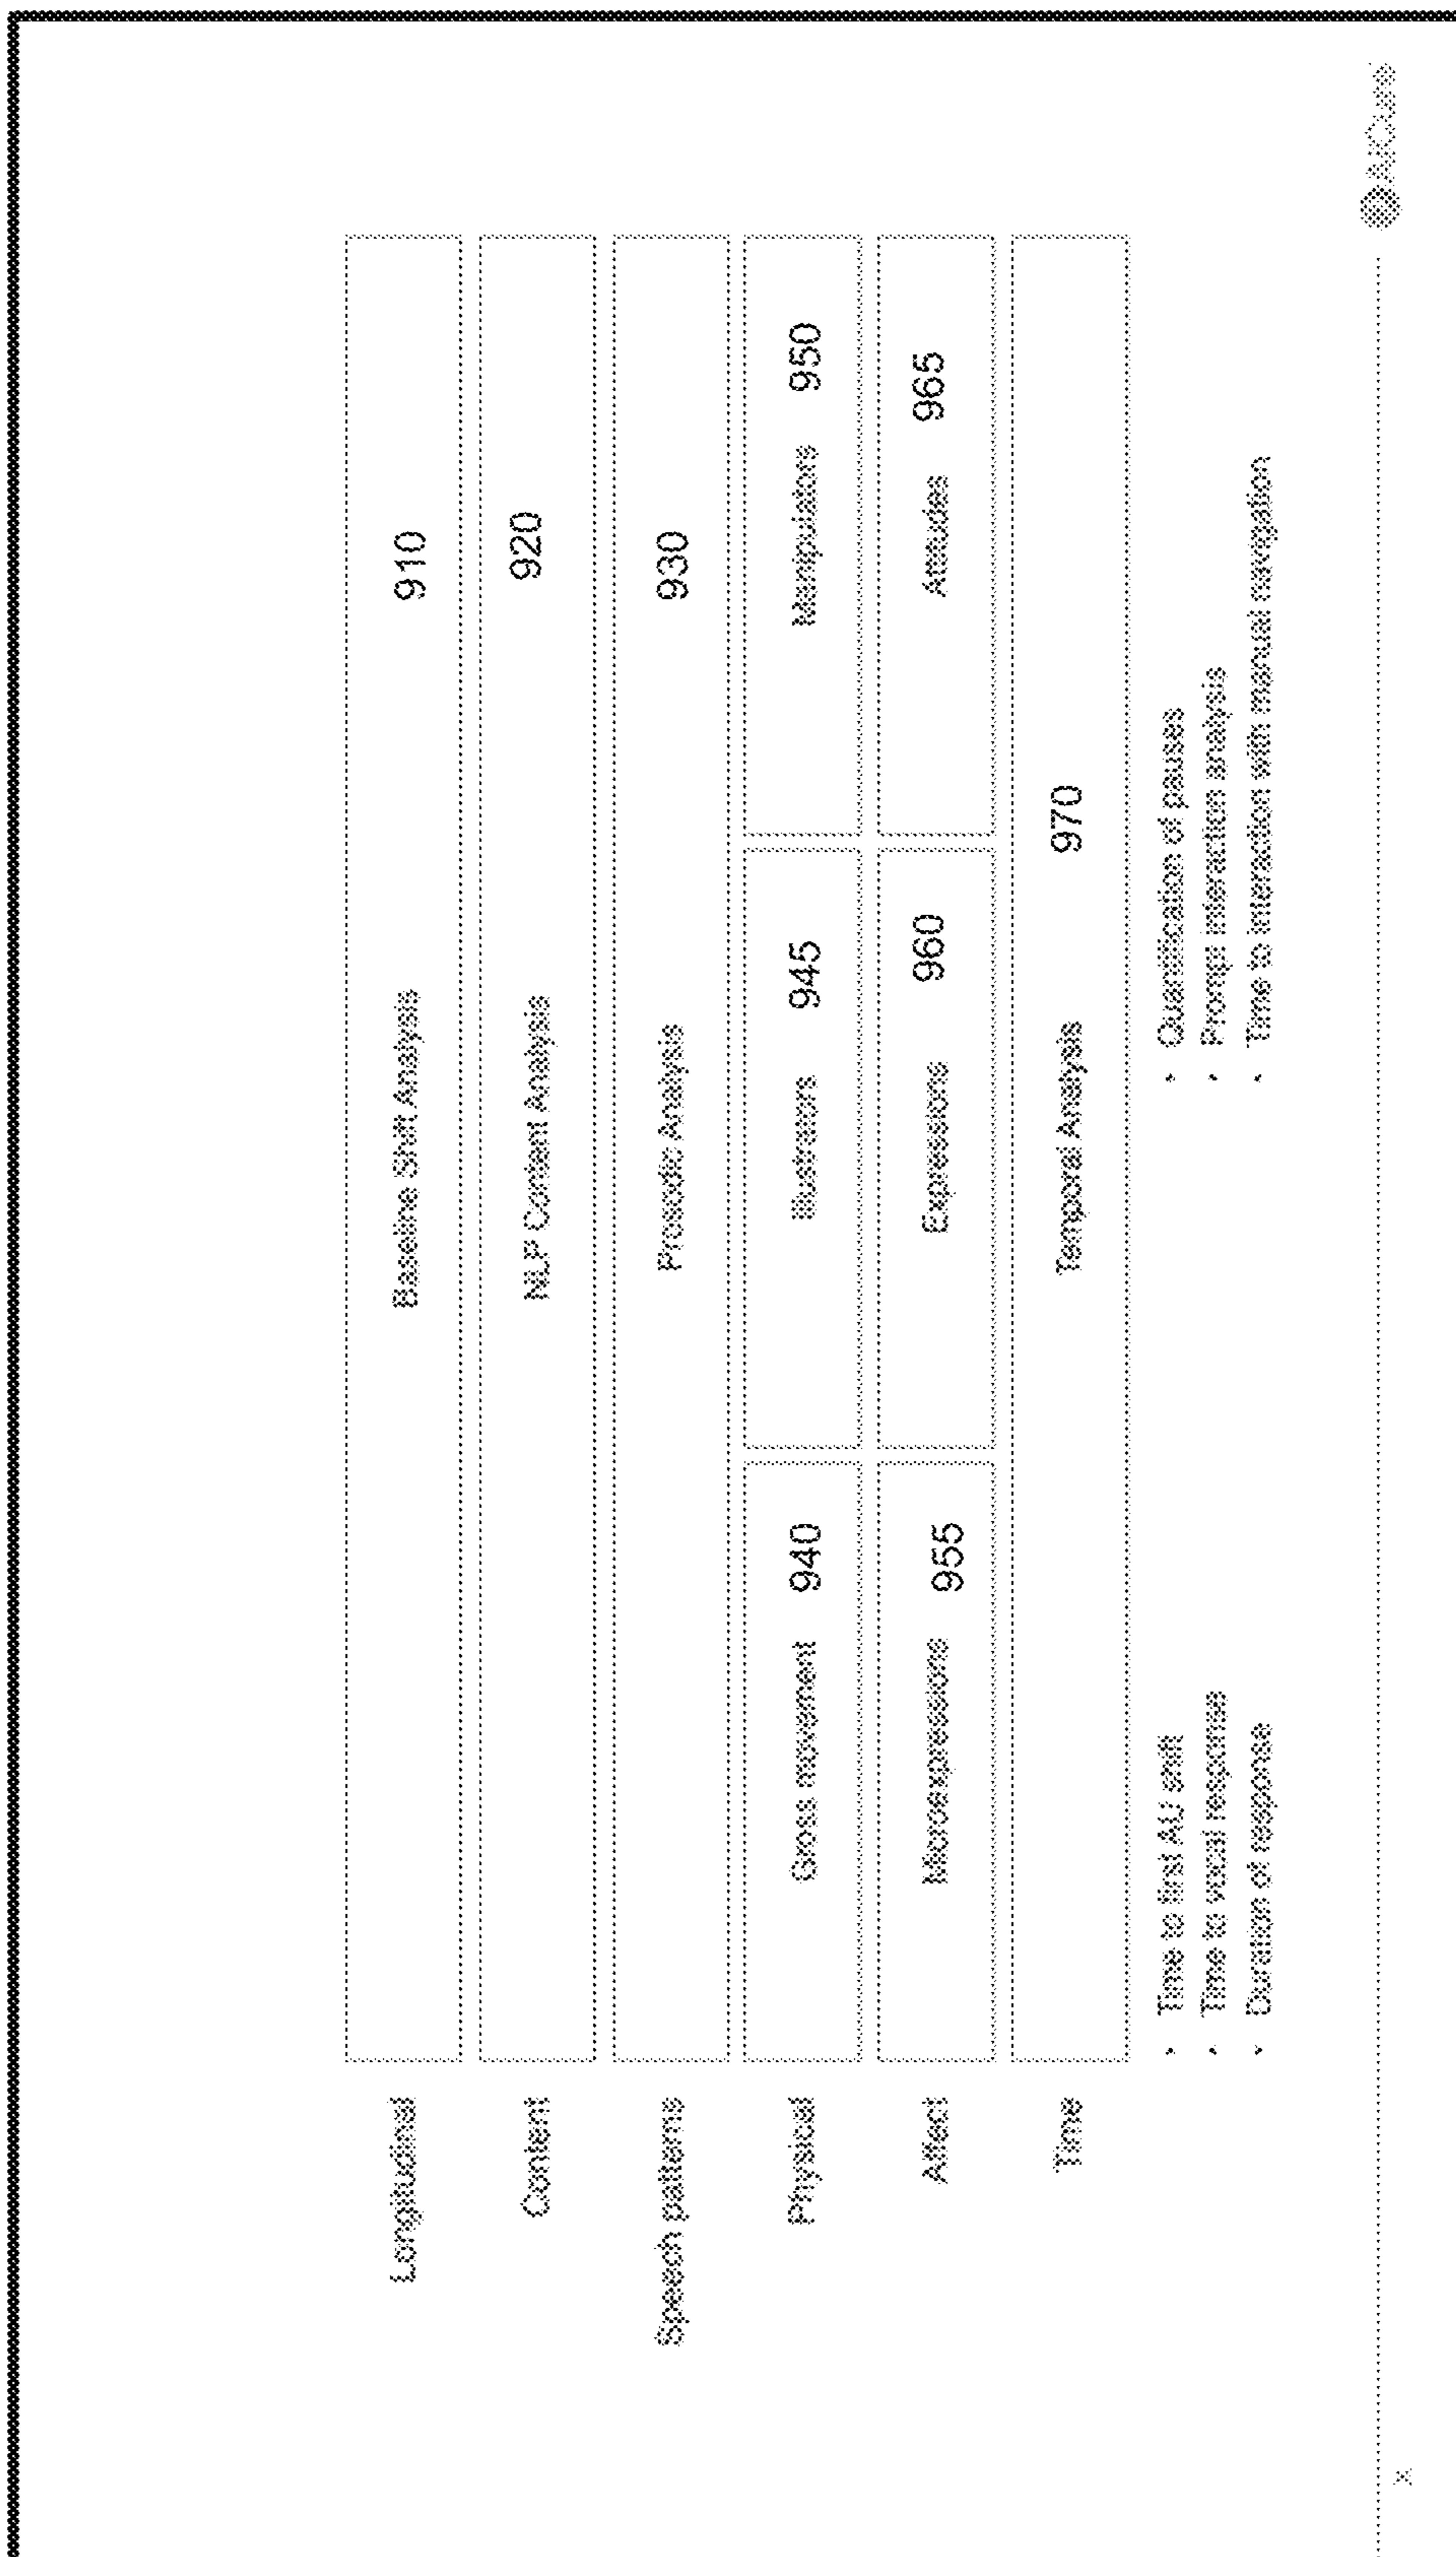 Longitudinal Baseline Shift Analysis 910
Content NLP Content Analysis 920
Speech patterns Prosodic Analysis 930
Physical Gross movement 940 Illustrators 945 Manipulators 950
Affect Microexpressions 955 Expressions 960 Attitudes 965
Time Temporal Analysis 970
• Time to first AU shift
• Time to vocal response
• Duration of response
• Quantification of pauses
• Prompt interaction analysis
• Time to interaction with manual navigation
AiCure